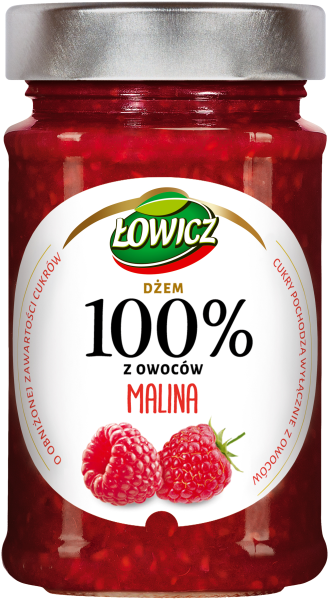 ŁOWICZ
DŻEM
100%
Z OWOCÓW
MALINA
O OBNIŻONEJ ZAWARTOŚCI CUKRÓW
CUKRY POCHODZĄ WYŁĄCZNIE Z OWOCÓW